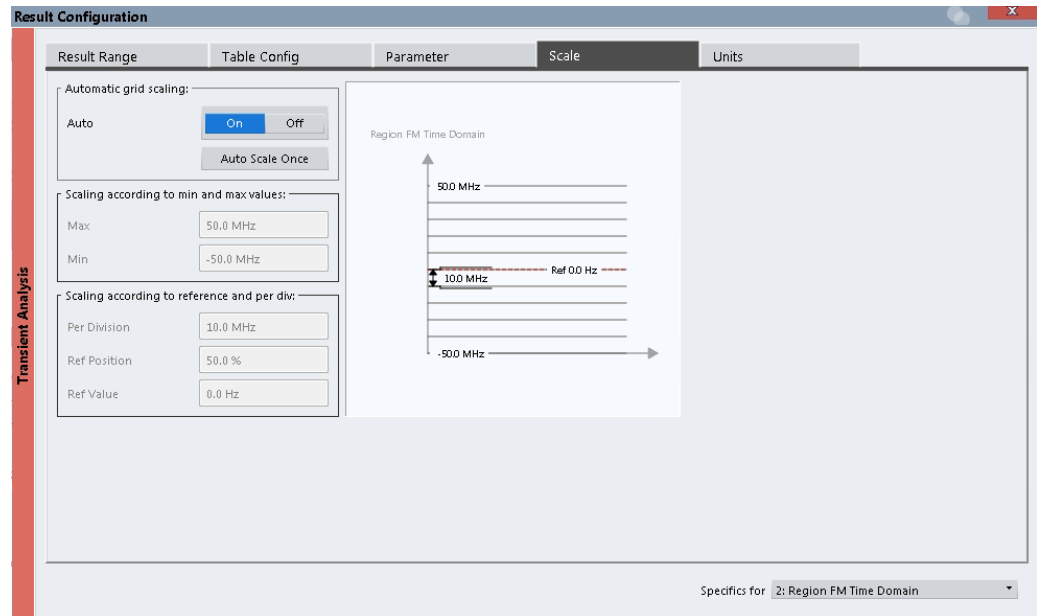 Result Configuration
x
Result Range
Table Config
Parameter
Scale
Units
Transient Analysis
Automatic grid scaling:
Auto
On
Off
Auto Scale Once
Scaling according to min and max values:
Max
50.0 MHz
Min
-50.0 MHz
Scaling according to reference and per div:
Per Division
10.0 MHz
Ref Position
50.0 %
Ref Value
0.0 Hz
Region FM Time Domain
50.0 MHz
Ref 0.0 Hz
10.0 MHz
-50.0 MHz
Specifics for
2: Region FM Time Domain